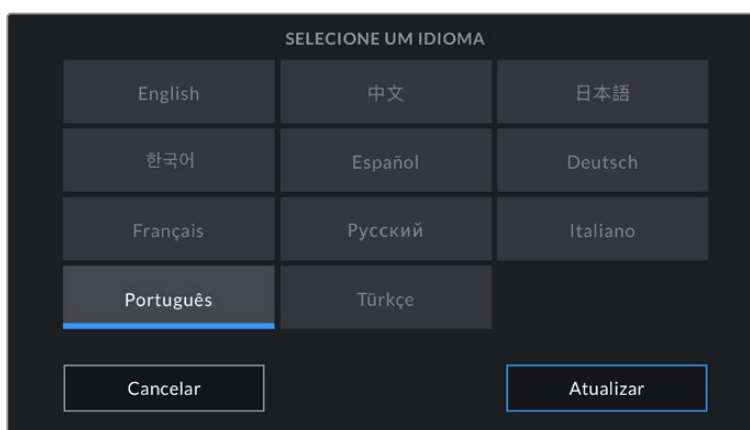 SELECIONE UM IDIOMA
English 中文 日本語
한국어 Español Deutsch
Français Русский Italiano
Português Türkçe
Cancelar Atualizar